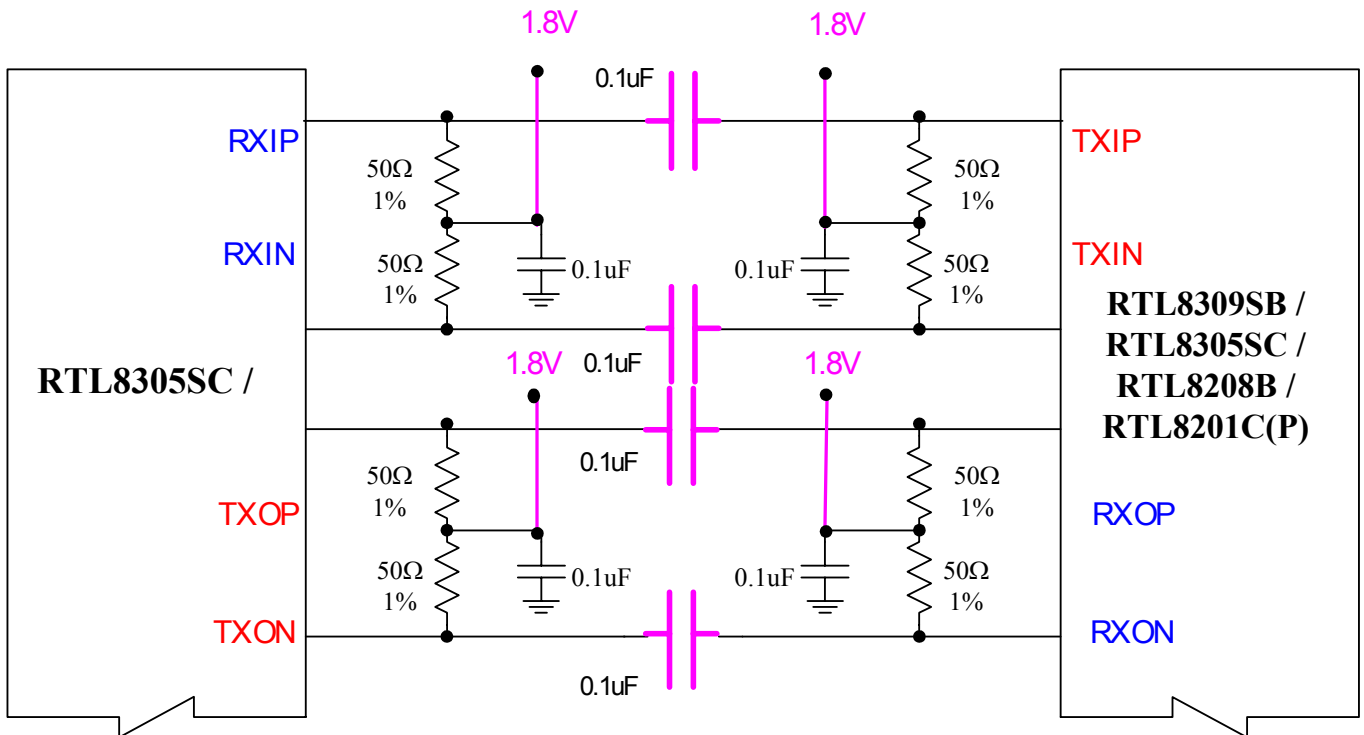 1.8V
1.8V
0.1uF
RXIP
TXIP
50Ω
1%
50Ω
1%
RXIN
TXIN
50Ω
1%
0.1uF
0.1uF
50Ω
1%
RTL8309SB /
RTL8305SC /
RTL8208B /
RTL8201C(P)
0.1uF
1.8V
1.8V
RTL8305SC /
0.1uF
50Ω
1%
50Ω
1%
TXOP
RXOP
50Ω
1%
0.1uF
0.1uF
50Ω
1%
TXON
RXON
0.1uF